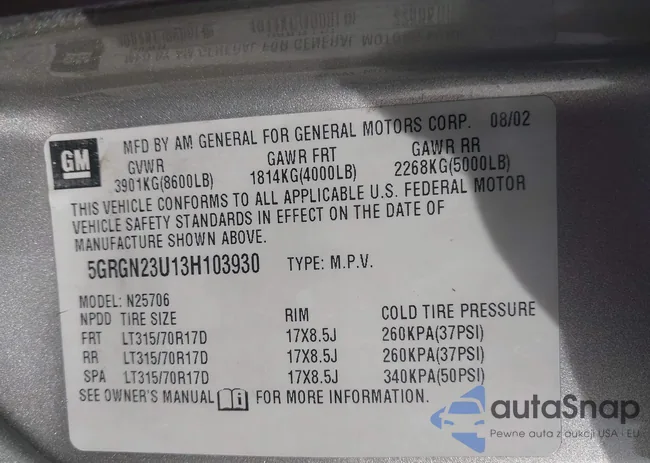 MFD BY AM GENERAL FOR GENERAL MOTORS CORP. 08/02
GM
GVWR GAWR FRT GAWR RR
3901KG(8600LB) 1814KG(4000LB) 2268KG(5000LB)
THIS VEHICLE CONFORMS TO ALL APPLICABLE U.S. FEDERAL MOTOR
VEHICLE SAFETY STANDARDS IN EFFECT ON THE DATE OF
MANUFACTURE SHOWN ABOVE.
5GRGN23U13H103930 TYPE: M.P.V.
MODEL: N25706
NPDD TIRE SIZE RIM COLD TIRE PRESSURE
FRT LT315/70R17D 17X8.5J 260KPA(37PSI)
RR LT315/70R17D 17X8.5J 260KPA(37PSI)
SPA LT315/70R17D 17X8.5J 340KPA(50PSI)
SEE OWNER'S MANUAL FOR MORE INFORMATION.
autaSnap
Pewne auta z aukcji USA - EU